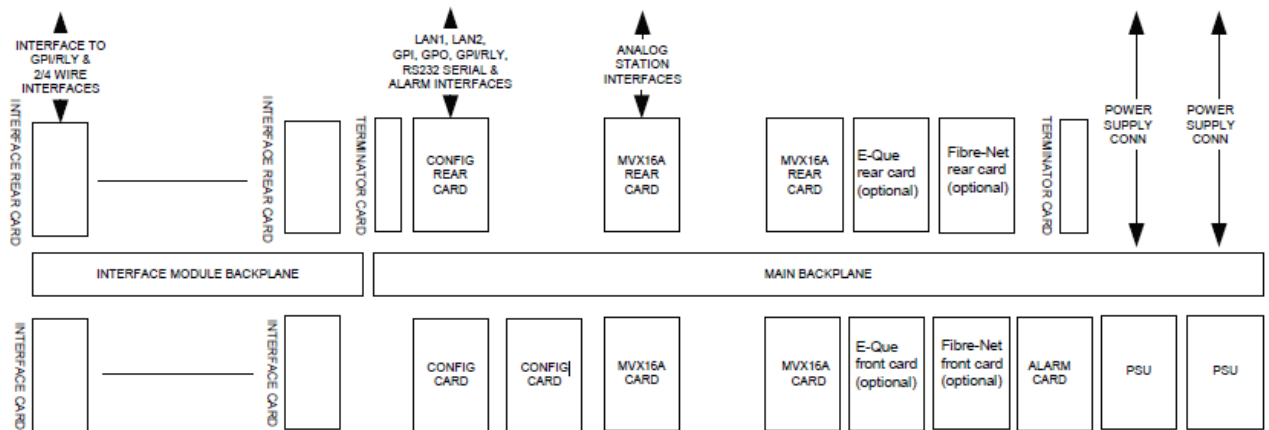 INTERFACE TO
GPI/RLY &
2/4 WIRE
INTERFACES
LAN1, LAN2,
GPI, GPO, GPI/RLY,
RS232 SERIAL &
ALARM INTERFACES
ANALOG
STATION
INTERFACES
POWER
SUPPLY
CONN
POWER
SUPPLY
CONN
INTERFACE REAR CARD
INTERFACE REAR CARD
TERMINATOR CARD
CONFIG
REAR
CARD
MVX16A
REAR
CARD
MVX16A
REAR
CARD
E-Que
rear card
(optional)
Fibre-Net
rear card
(optional)
TERMINATOR CARD
INTERFACE MODULE BACKPLANE
MAIN BACKPLANE
INTERFACE CARD
INTERFACE CARD
CONFIG
CARD
CONFIG
CARD
MVX16A
CARD
MVX16A
CARD
E-Que
front card
(optional)
Fibre-Net
front card
(optional)
ALARM
CARD
PSU
PSU